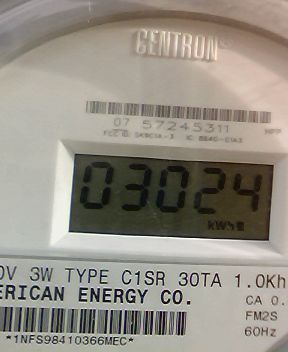 CENTRON®
07 57245311
03024
kWh
0V 3W TYPE C1SR 30TA 1.0Kh
ERICAN ENERGY CO.
CA 0.
FM2S
60Hz
*1NFS98410366MEC*